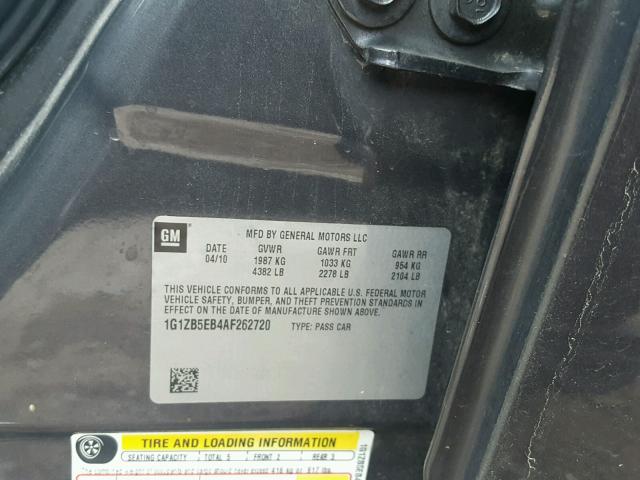 GM
MFD BY GENERAL MOTORS LLC
DATE GVWR GAWR FRT GAWR RR
04/10 1987 KG 1033 KG 954 KG
4382 LB 2278 LB 2104 LB
THIS VEHICLE CONFORMS TO ALL APPLICABLE U.S. FEDERAL MOTOR
VEHICLE SAFETY, BUMPER, AND THEFT PREVENTION STANDARDS IN
EFFECT ON THE DATE OF MANUFACTURE SHOWN ABOVE.
1G1ZB5EB4AF262720 TYPE: PASS CAR
TIRE AND LOADING INFORMATION
SEATING CAPACITY TOTAL 5 FRONT 2 REAR 3